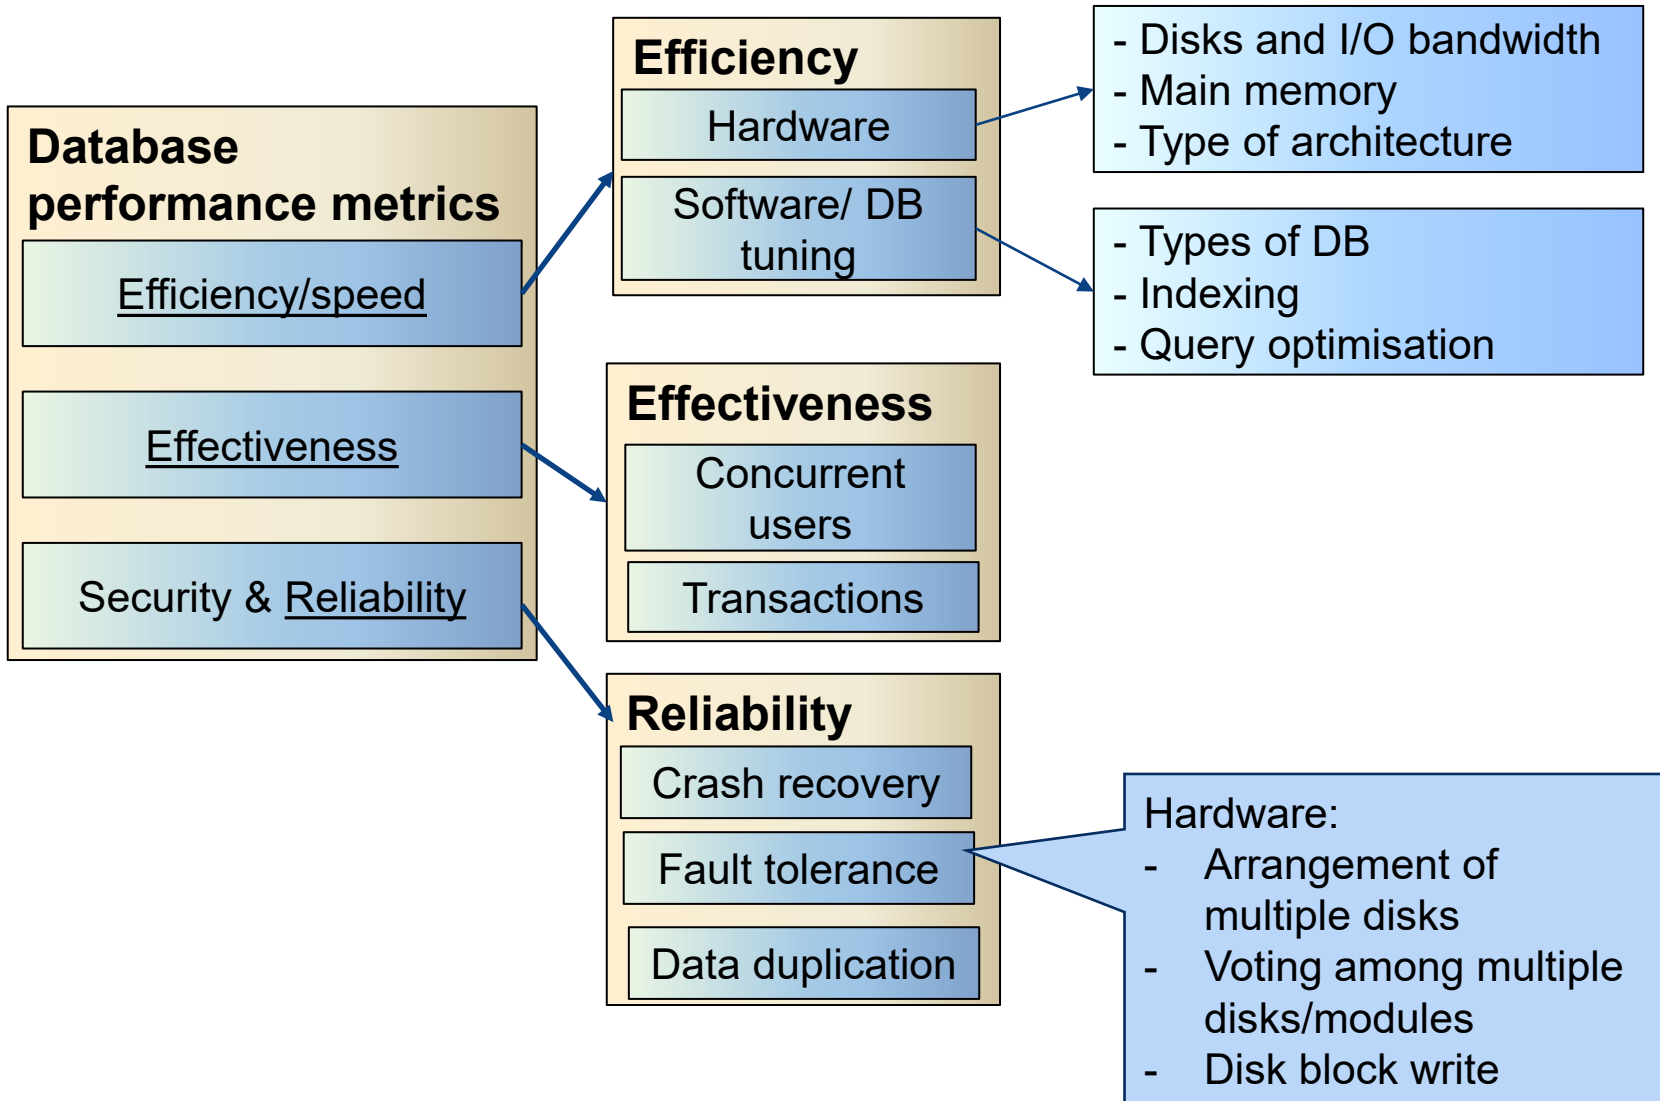 Database
performance metrics
Efficiency/speed
Effectiveness
Security & Reliability
Efficiency
Hardware
Software/ DB
tuning
- Disks and I/O bandwidth
- Main memory
- Type of architecture
- Types of DB
- Indexing
- Query optimisation
Effectiveness
Concurrent
users
Transactions
Reliability
Crash recovery
Fault tolerance
Data duplication
Hardware:
- Arrangement of
multiple disks
- Voting among multiple
disks/modules
- Disk block write